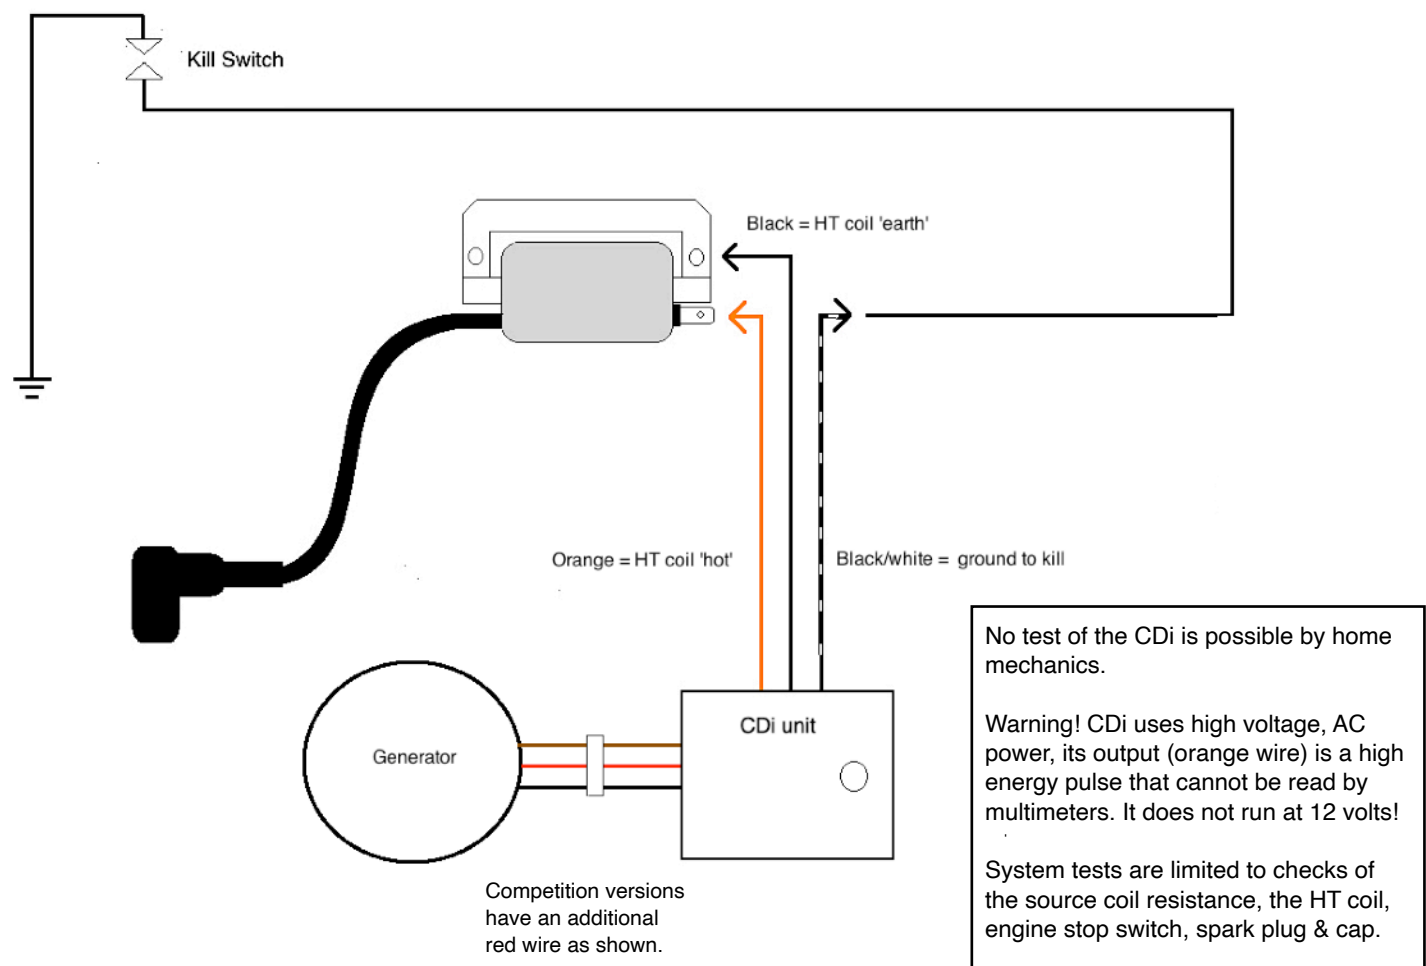 Kill Switch
Black = HT coil 'earth'
Orange = HT coil 'hot'
Black/white = ground to kill
Generator
CDi unit
Competition versions
have an additional
red wire as shown.
No test of the CDi is possible by home
mechanics.
Warning! CDi uses high voltage, AC
power, its output (orange wire) is a high
energy pulse that cannot be read by
multimeters. It does not run at 12 volts!
System tests are limited to checks of
the source coil resistance, the HT coil,
engine stop switch, spark plug & cap.